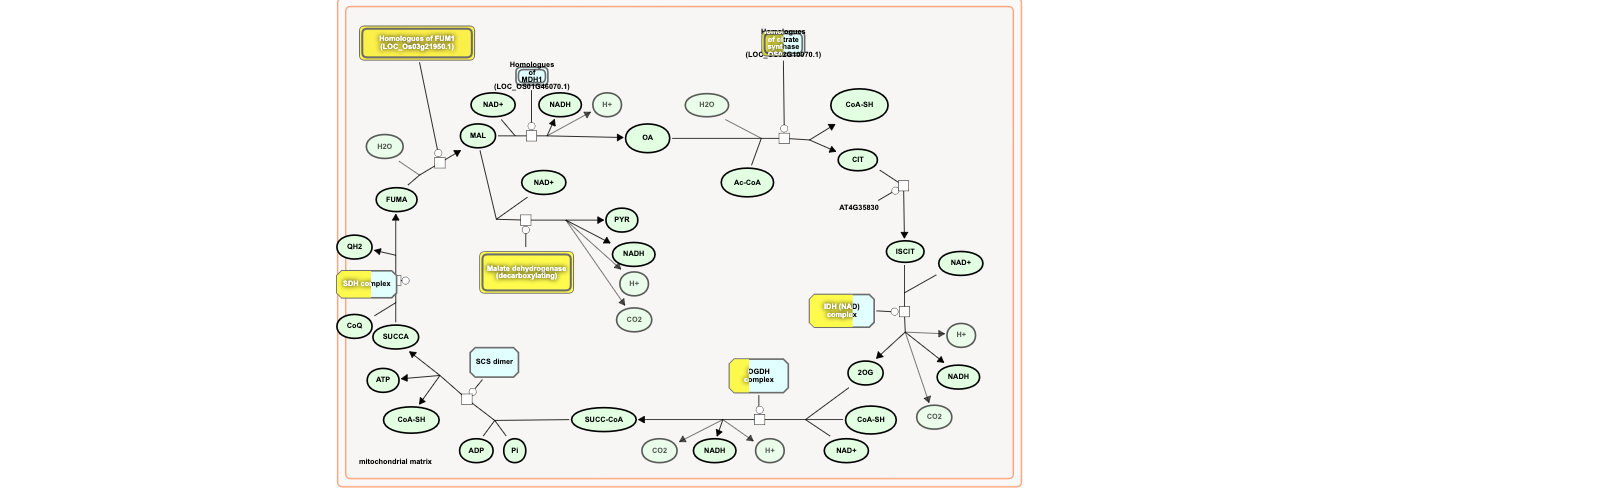 Homologues of FUM1
(LOC_Os03g21950.1)
Homologues
of citrate
synthase
(LOC_OS02G10070.1)
Homologues
of
MDH1
(LOC_OS01G46070.1)
NAD+
NADH
H+
H2O
CoA-SH
MAL
OA
H2O
CIT
NAD+
Ac-CoA
FUMA
AT4G35830
PYR
QH2
NADH
ISCIT
NAD+
Malate dehydrogenase
(decarboxylating)
SDH complex
H+
IDH (NAD)
complex
CO2
CoQ
SUCCA
H+
SCS dimer
OGDH
complex
2OG
ATP
NADH
CoA-SH
SUCC-CoA
CoA-SH
CO2
ADP
Pi
CO2
NADH
H+
NAD+
mitochondrial matrix